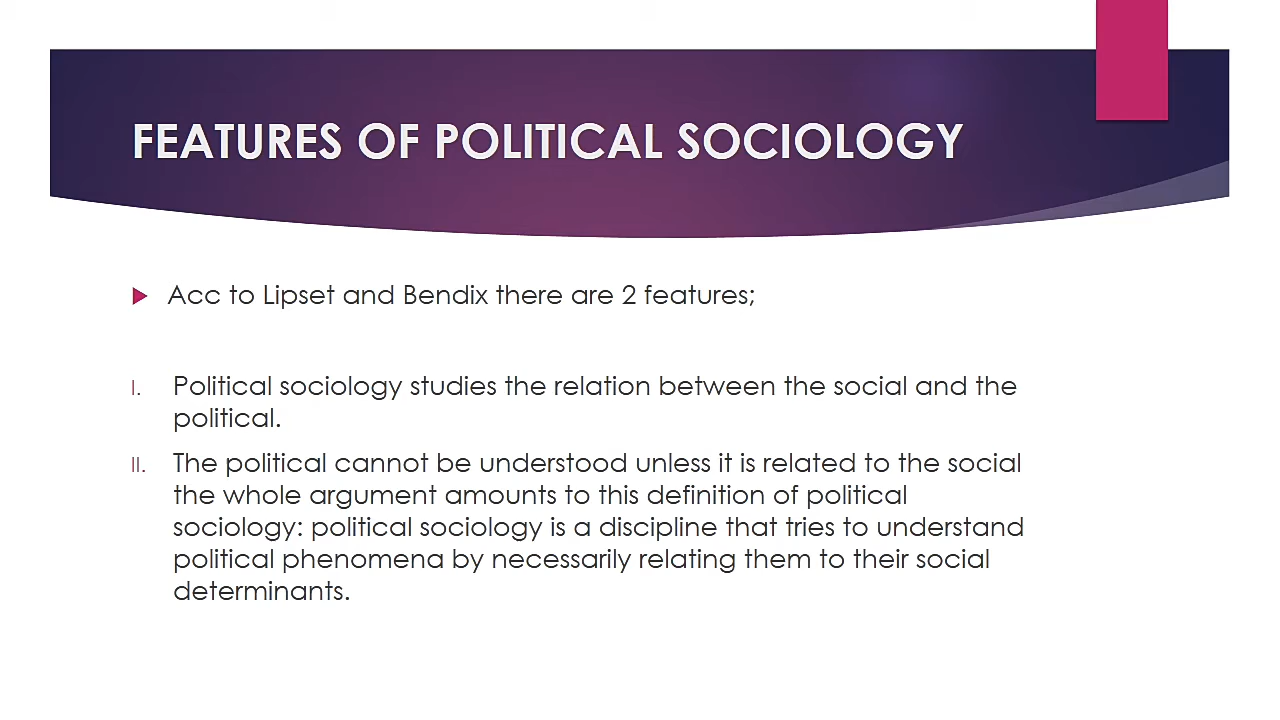 FEATURES OF POLITICAL SOCIOLOGY
Acc to Lipset and Bendix there are 2 features;
I. Political sociology studies the relation between the social and the
political.
II. The political cannot be understood unless it is related to the social
the whole argument amounts to this definition of political
sociology: political sociology is a discipline that tries to understand
political phenomena by necessarily relating them to their social
determinants.